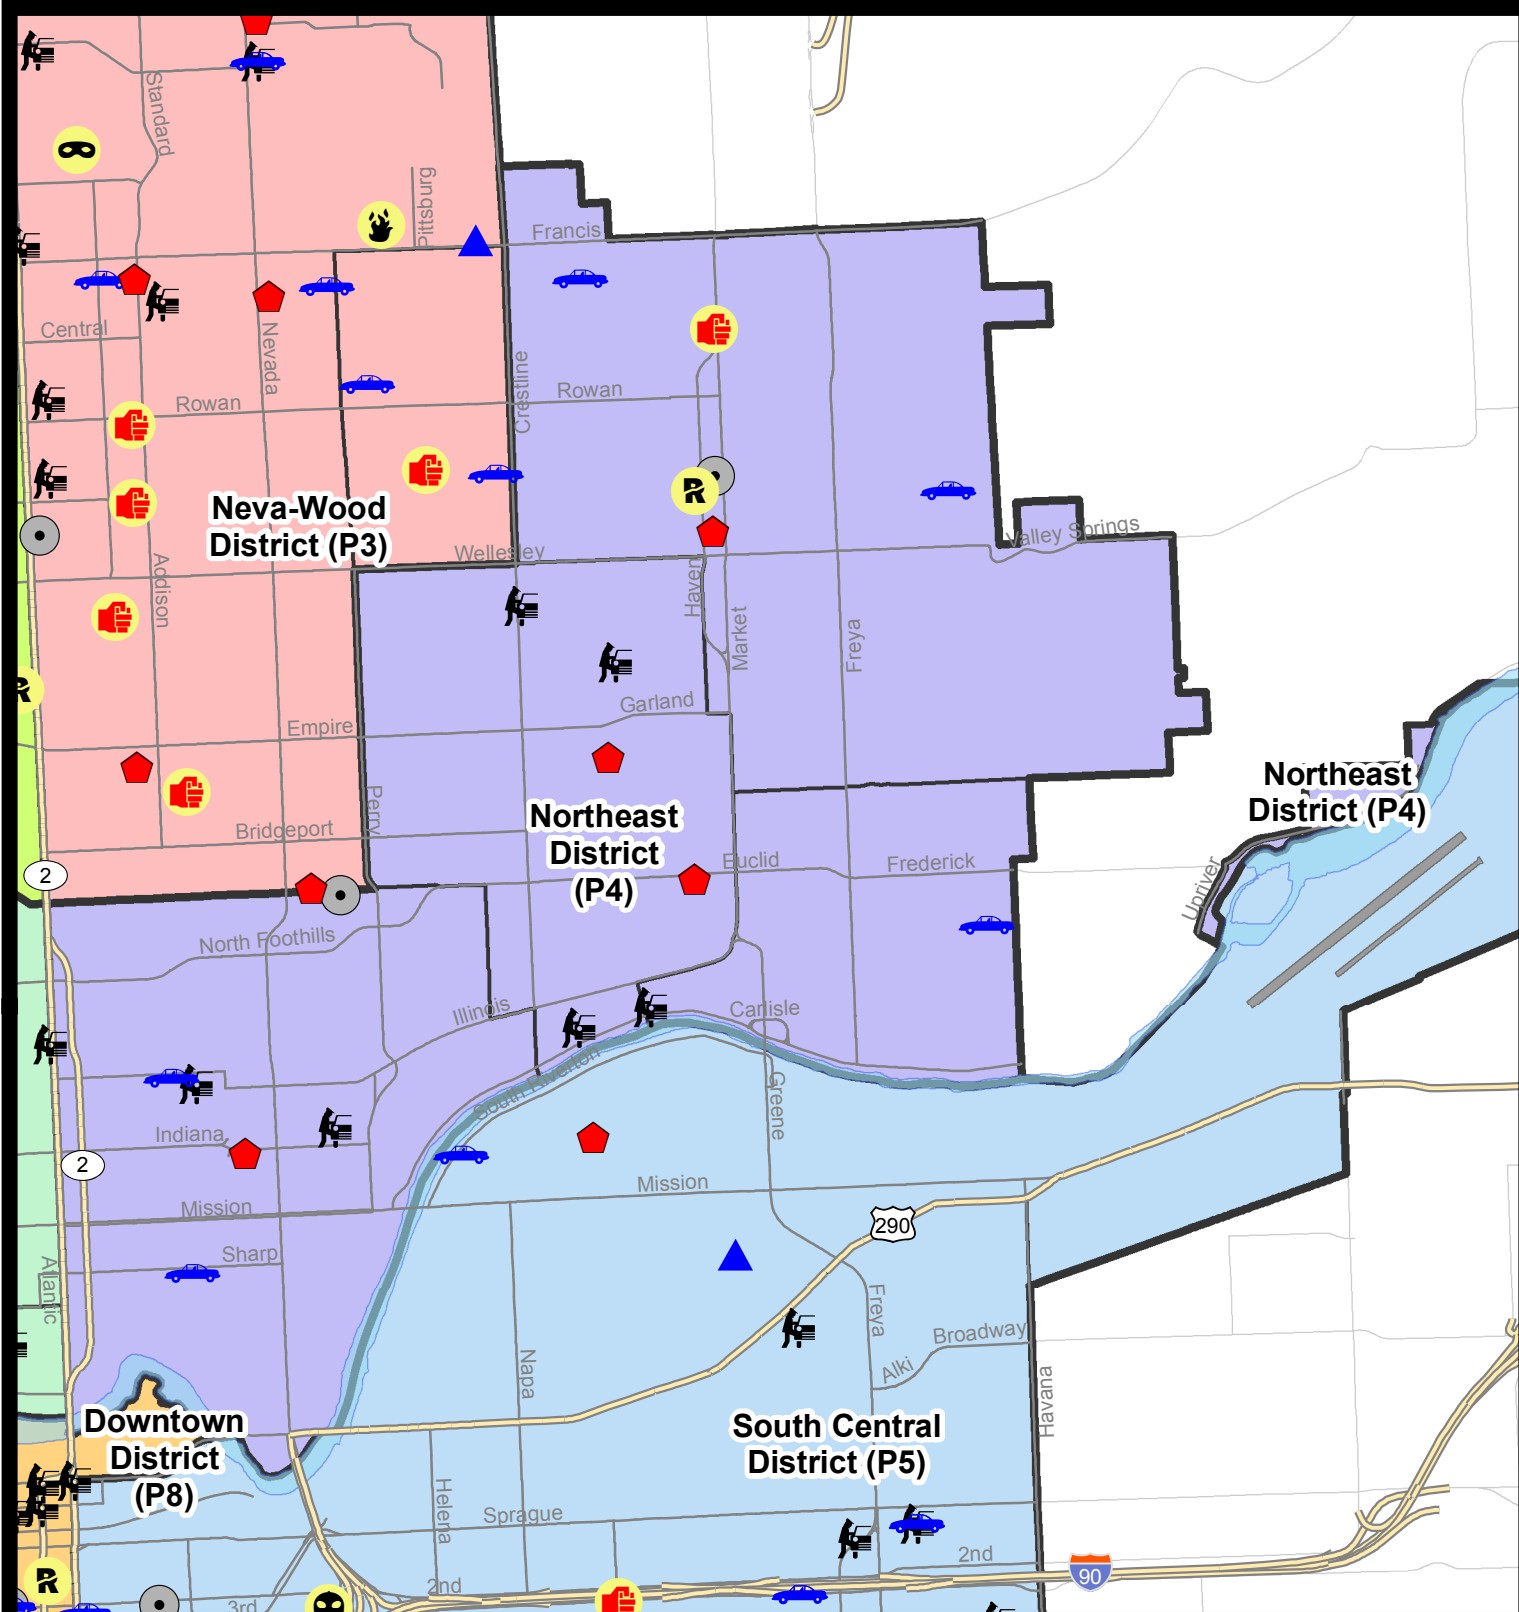 Standard
Pittsburg
Francis
Central
Nevada
Crestline
Rowan
Rowan
R
Neva-Wood
District (P3)
Wellesley
Valley Springs
Addison
Haven
Market
Freya
R
Garland
Empire
Northeast
District (P4)
Perry
Bridgeport
Northeast
District
(P4)
Euclid
Frederick
2
Upriver
North Foothills
Illinois
Carlisle
South Riverton
Greene
Indiana
2
Mission
Mission
290
Sharp
Atlantic
Freya
Broadway
Napa
Alki
Havana
Downtown
District
(P8)
South Central
District (P5)
Helena
Sprague
2nd
R
90
2nd
3rd